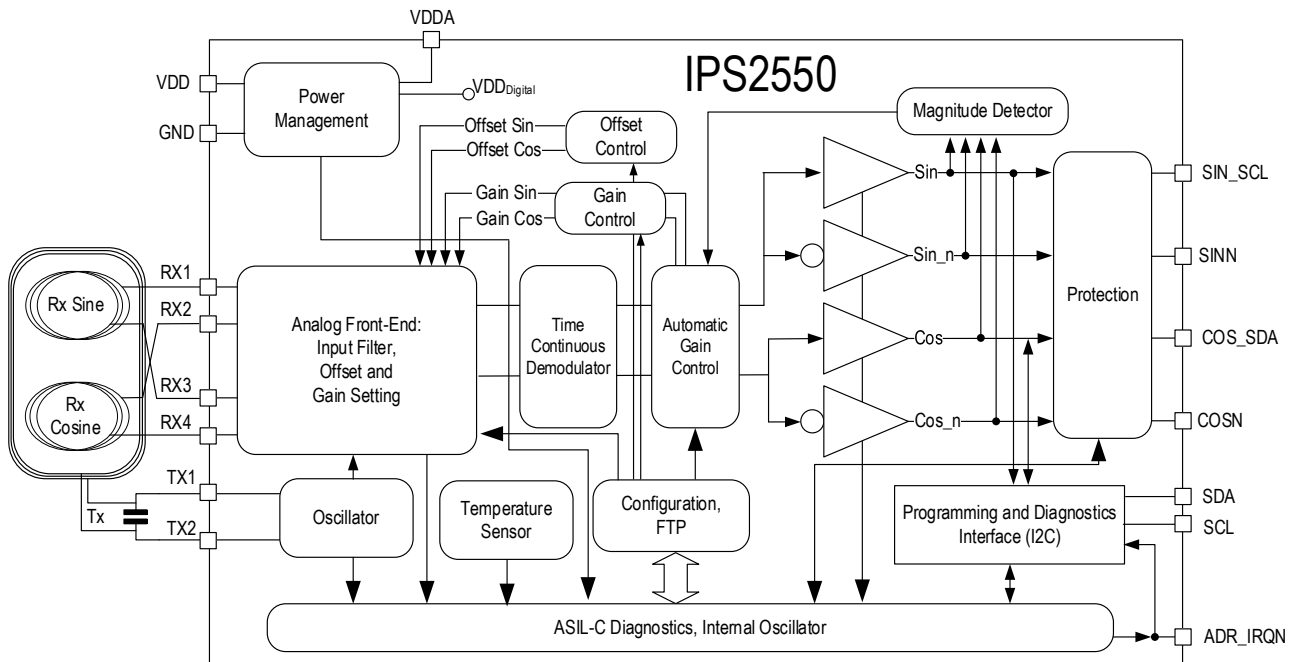 VDDA
IPS2550
VDD
GND
Power
Management
VDDDigital
Offset Sin
Offset Cos
Offset
Control
Gain Sin
Gain Cos
Gain
Control
Magnitude Detector
Sin
Sin_n
Cos
Cos_n
Protection
SIN_SCL
SINN
COS_SDA
COSN
Rx Sine
Rx
Cosine
RX1
RX2
RX3
RX4
Analog Front-End:
Input Filter,
Offset and
Gain Setting
Time
Continuous
Demodulator
Automatic
Gain
Control
Tx
TX1
TX2
Oscillator
Temperature
Sensor
Configuration,
FTP
Programming and Diagnostics
Interface (I2C)
SDA
SCL
ASIL-C Diagnostics, Internal Oscillator
ADR_IRQN